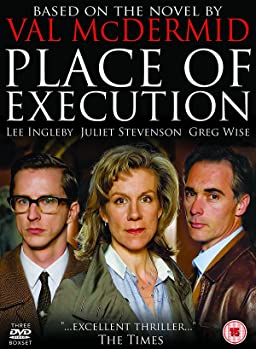 BASED ON THE NOVEL BY
VAL McDERMID
PLACE OF
EXECUTION
LEE INGLEBY JULIET STEVENSON GREG WISE
"...EXCELLENT THRILLER..."
THE TIMES
THREE
DVD
BOXSET
15